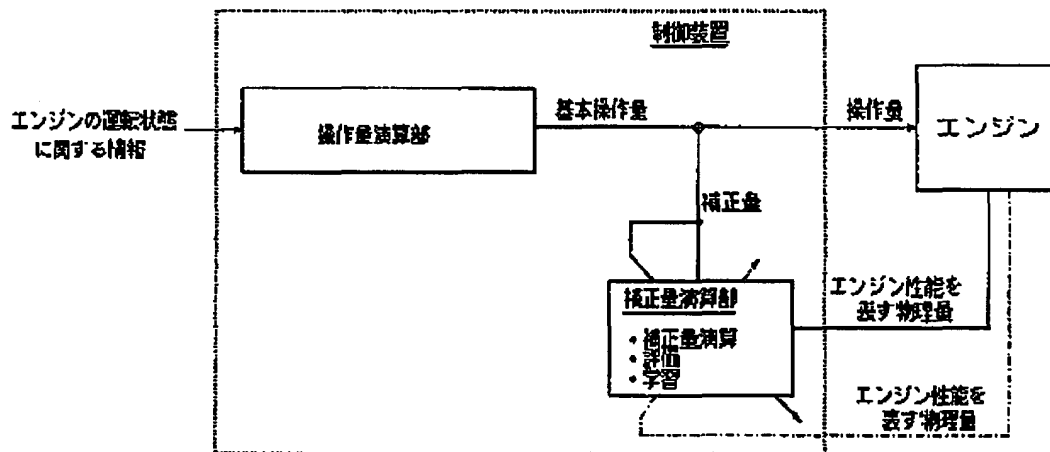 制御装置
エンジンの運転状態
に関する情報
操作量演算部
基本操作量
操作量
エンジン
補正量
補正量演算部
・補正量演算
・評価
・学習
エンジン性能を
表す物理量
エンジン性能を
表す物理量